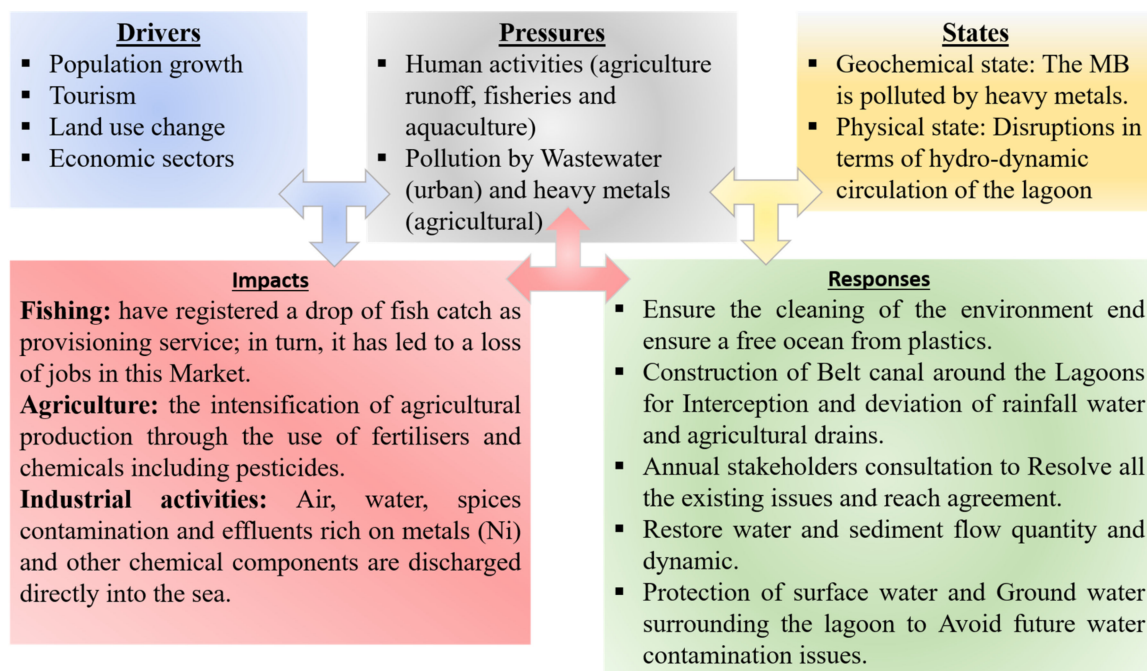 Drivers
▪ Population growth
▪ Tourism
▪ Land use change
▪ Economic sectors
Pressures
▪ Human activities (agriculture
runoff, fisheries and
aquaculture)
▪ Pollution by Wastewater
(urban) and heavy metals
(agricultural)
States
▪ Geochemical state: The MB
is polluted by heavy metals.
▪ Physical state: Disruptions in
terms of hydro-dynamic
circulation of the lagoon
Impacts
Fishing: have registered a drop of fish catch as
provisioning service; in turn, it has led to a loss
of jobs in this Market.
Agriculture: the intensification of agricultural
production through the use of fertilisers and
chemicals including pesticides.
Industrial activities: Air, water, spices
contamination and effluents rich on metals (Ni)
and other chemical components are discharged
directly into the sea.
Responses
▪ Ensure the cleaning of the environment end
ensure a free ocean from plastics.
▪ Construction of Belt canal around the Lagoons
for Interception and deviation of rainfall water
and agricultural drains.
▪ Annual stakeholders consultation to Resolve all
the existing issues and reach agreement.
▪ Restore water and sediment flow quantity and
dynamic.
▪ Protection of surface water and Ground water
surrounding the lagoon to Avoid future water
contamination issues.